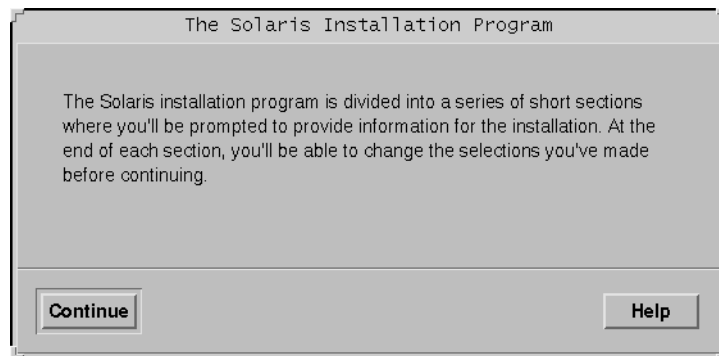 The Solaris Installation Program
The Solaris installation program is divided into a series of short sections
where you'll be prompted to provide information for the installation. At the
end of each section, you'll be able to change the selections you've made
before continuing.
Continue
Help